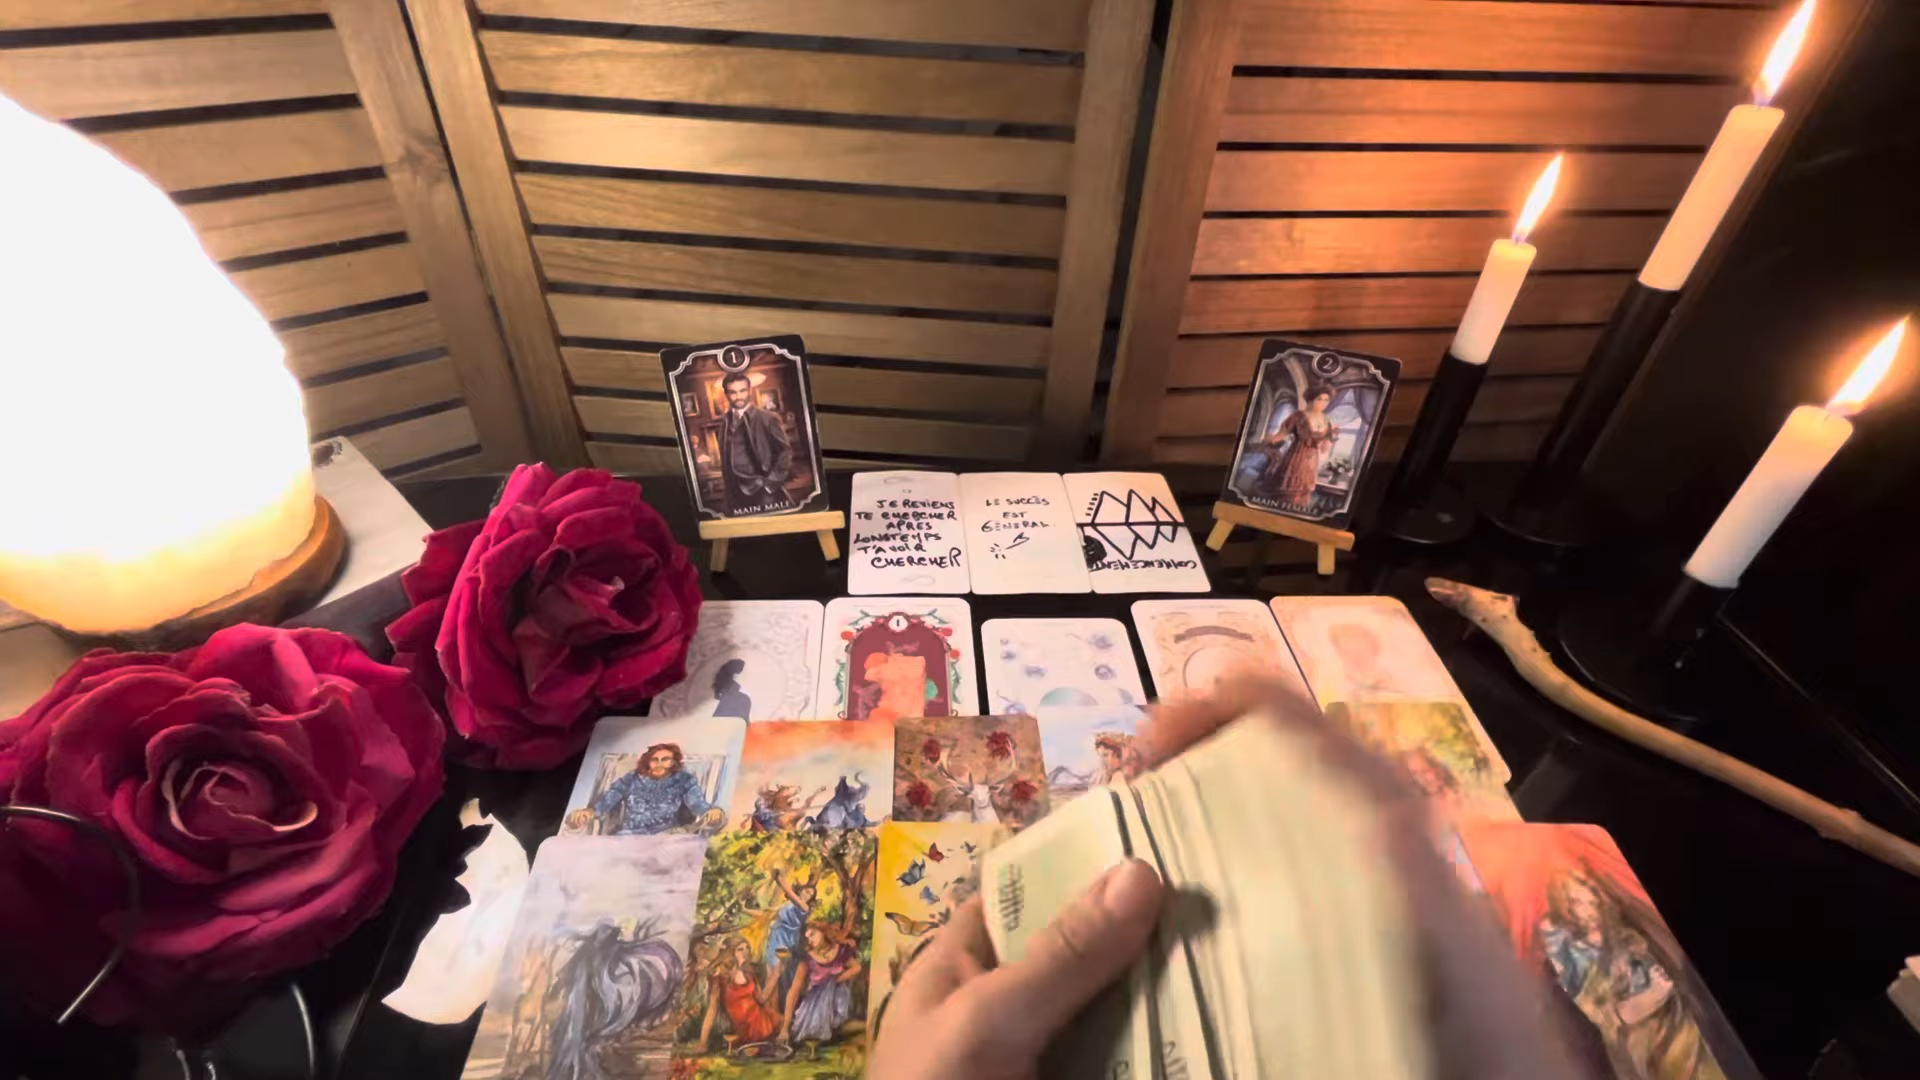 1
MAIN MALE
2
MAIN FEMALE
JE REVIENS
TE CHERCHER
APRES
LONGTEMPS
T'AVOIR
CHERCHER
LE SUCCÈS
EST
GÉNÉRAL.
COMMENCEMENT
1